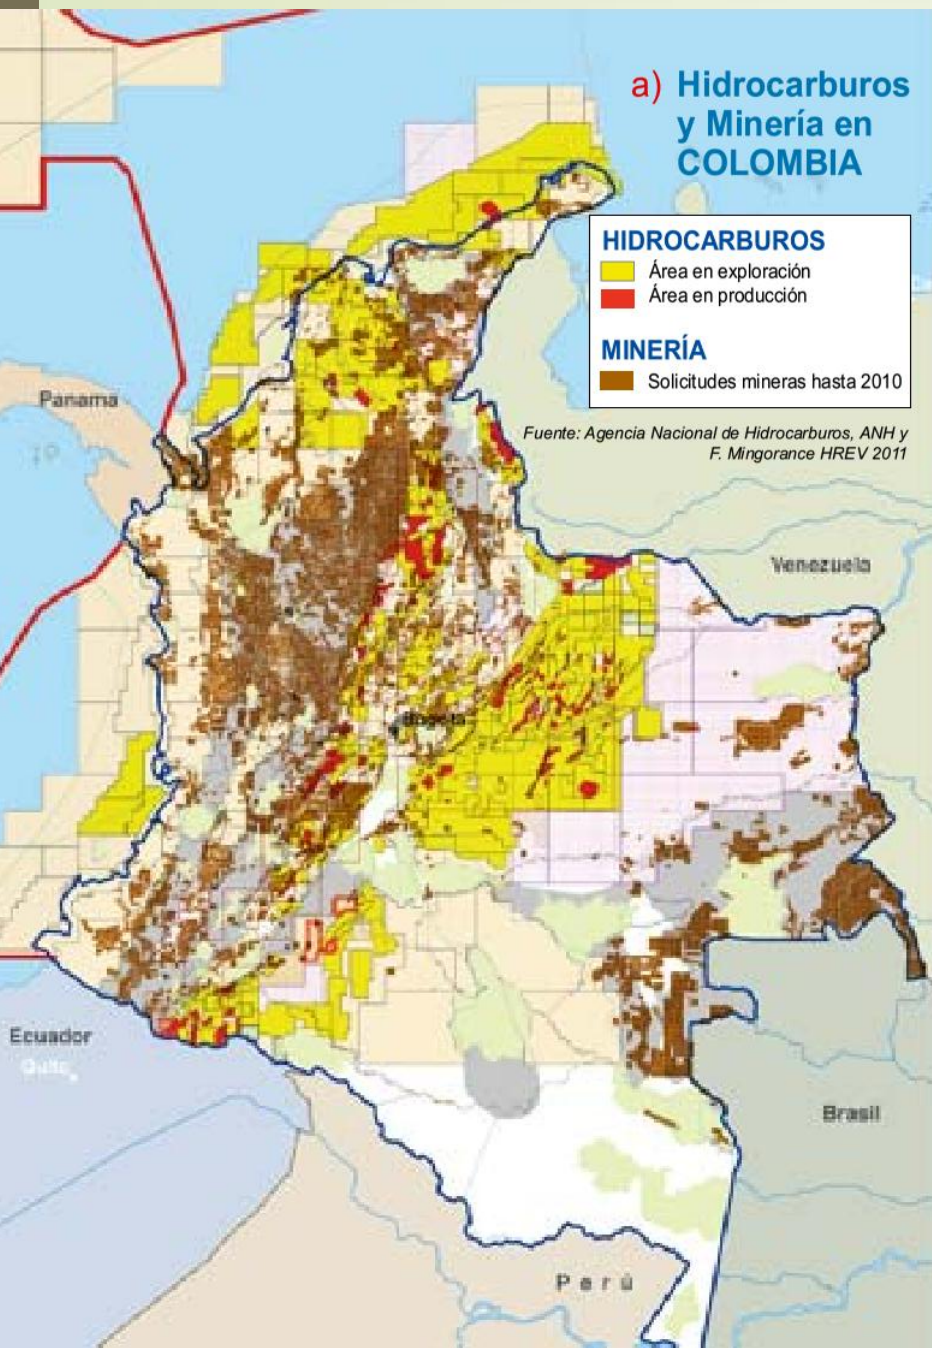 a) Hidrocarburos
y Minería en
COLOMBIA
HIDROCARBUROS
Área en exploración
Área en producción
MINERÍA
Solicitudes mineras hasta 2010
Fuente: Agencia Nacional de Hidrocarburos, ANH y
F. Mingorance HREV 2011
Panama
Venezuela
Bogotá
Ecuador
Quito
Brasil
Perú